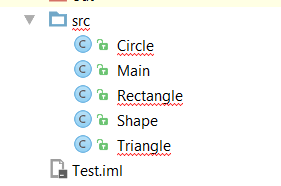 src
Circle
Main
Rectangle
Shape
Triangle
Test.iml